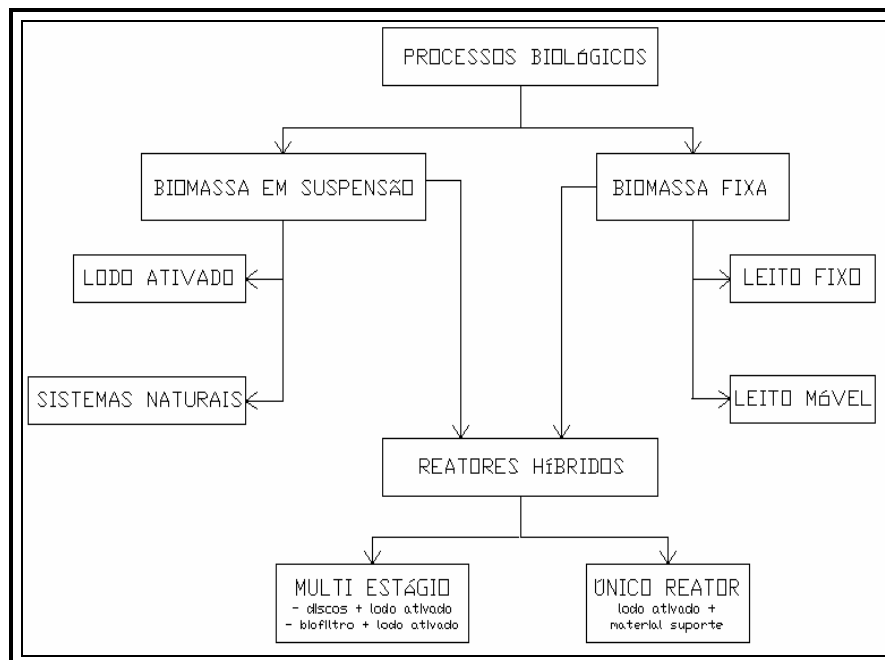 PROCESSOS BIOLÓGICOS
BIOMASSA EM SUSPENSÃO
BIOMASSA FIXA
LODO ATIVADO
LEITO FIXO
SISTEMAS NATURAIS
LEITO MÓVEL
REATORES HÍBRIDOS
MULTI ESTÁGIO
- discos + lodo ativado
- biofiltro + lodo ativado
ÚNICO REATOR
lodo ativado +
material suporte